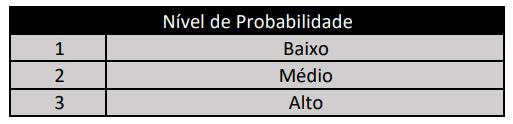 Nível de Probabilidade
1 Baixo
2 Médio
3 Alto